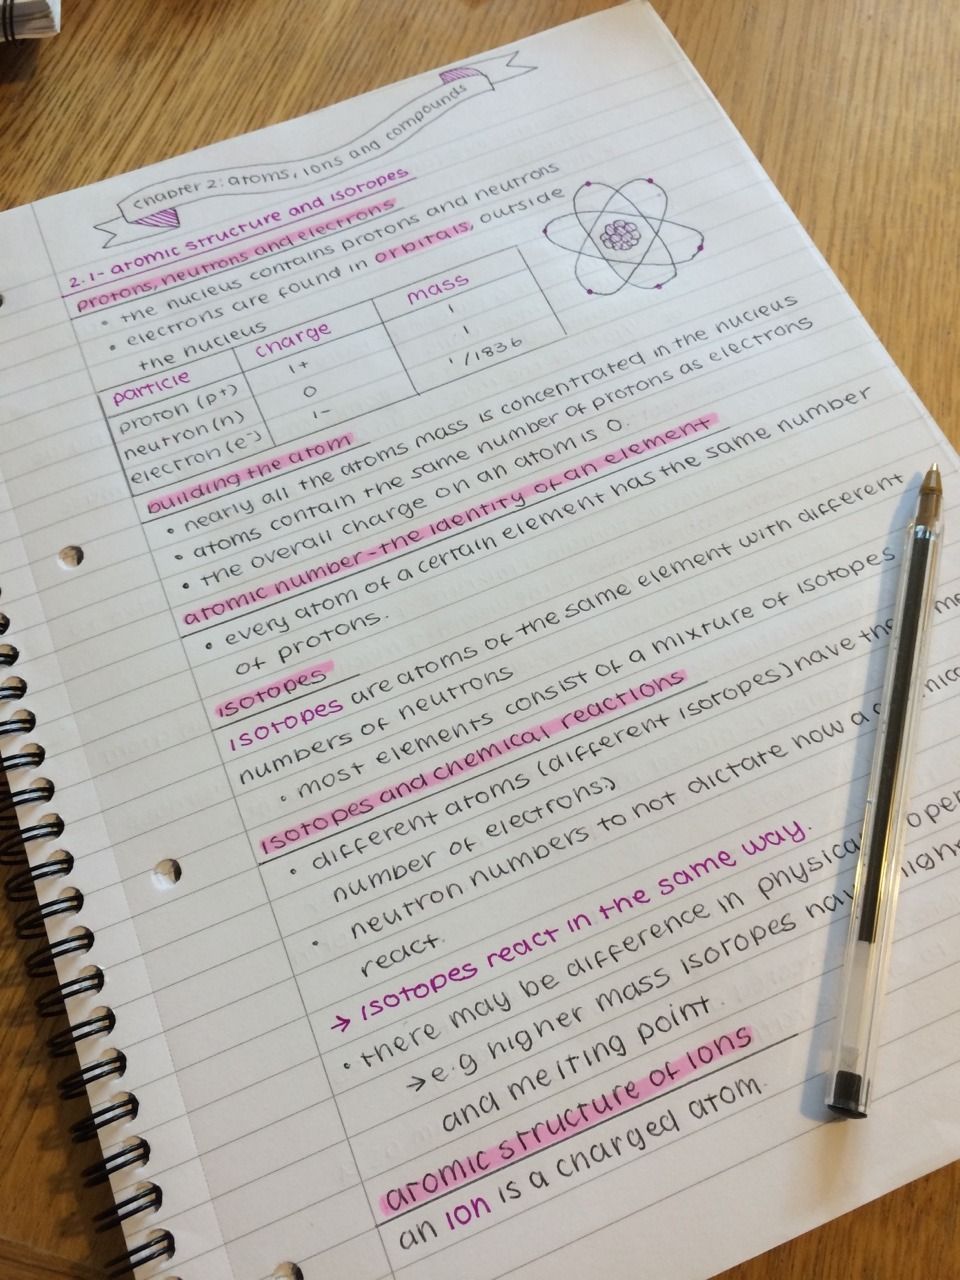 chapter 2: atoms, ions and compounds
2.1- atomic structure and isotopes
protons, neutrons and electrons
• the nucleus contains protons and neutrons
• electrons are found in orbitals, outside
the nucleus
particle charge mass
proton (p+) 1+ 1
neutron (n) 0 1
electron (e-) 1- 1/1836
building the atom
• nearly all the atoms mass is concentrated in the nucleus
• atoms contain the same number of protons as electrons
• the overall charge on an atom is 0.
atomic number - the identity of an element
• every atom of a certain element has the same number
of protons.
isotopes
isotopes are atoms of the same element with different
numbers of neutrons
• most elements consist of a mixture of isotopes
isotopes and chemical reactions
• different atoms (different isotopes) have the
number of electrons.)
• neutron numbers to not dictate how a
react.
→ isotopes react in the same way.
• there may be difference in physical
→ e.g higher mass isotopes have
and melting point.
atomic structure of ions
an ion is a charged atom.